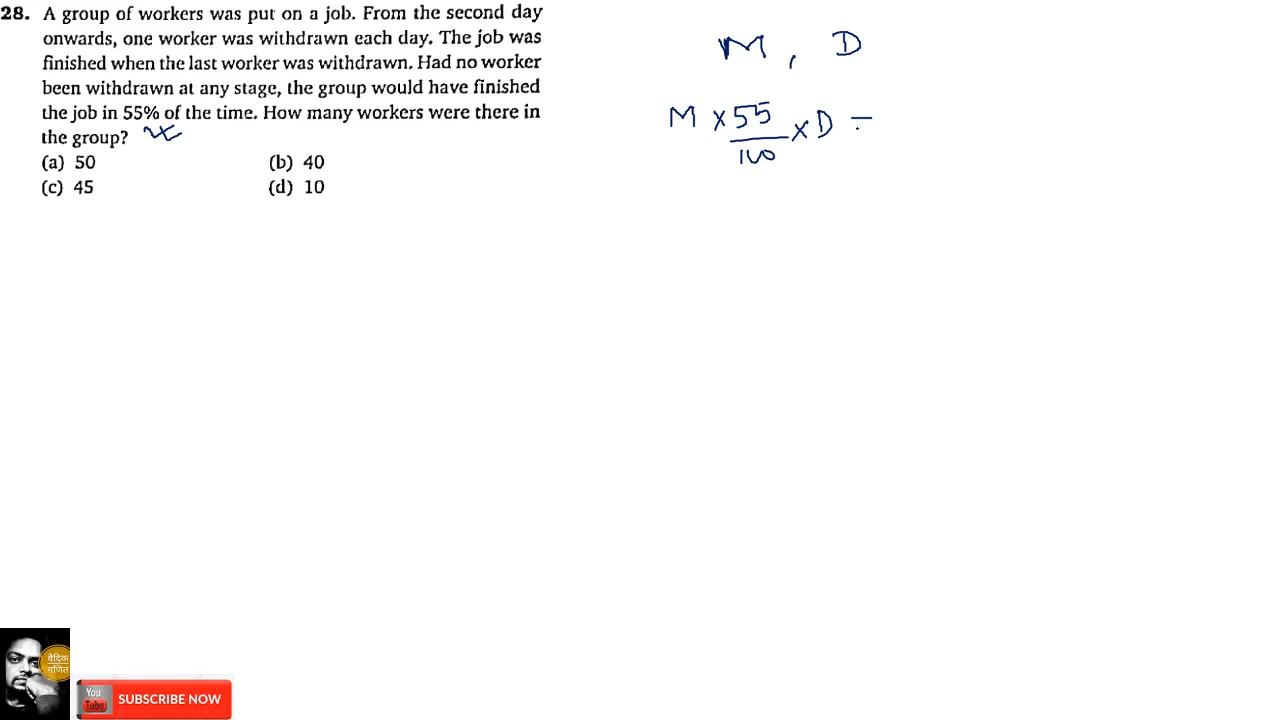 28. A group of workers was put on a job. From the second day
onwards, one worker was withdrawn each day. The job was
finished when the last worker was withdrawn. Had no worker
been withdrawn at any stage, the group would have finished
the job in 55% of the time. How many workers were there in
the group?
(a) 50 (b) 40
(c) 45 (d) 10
M, D
M × 55/100 × D =
वैदिक
गणित
You
Tube
SUBSCRIBE NOW